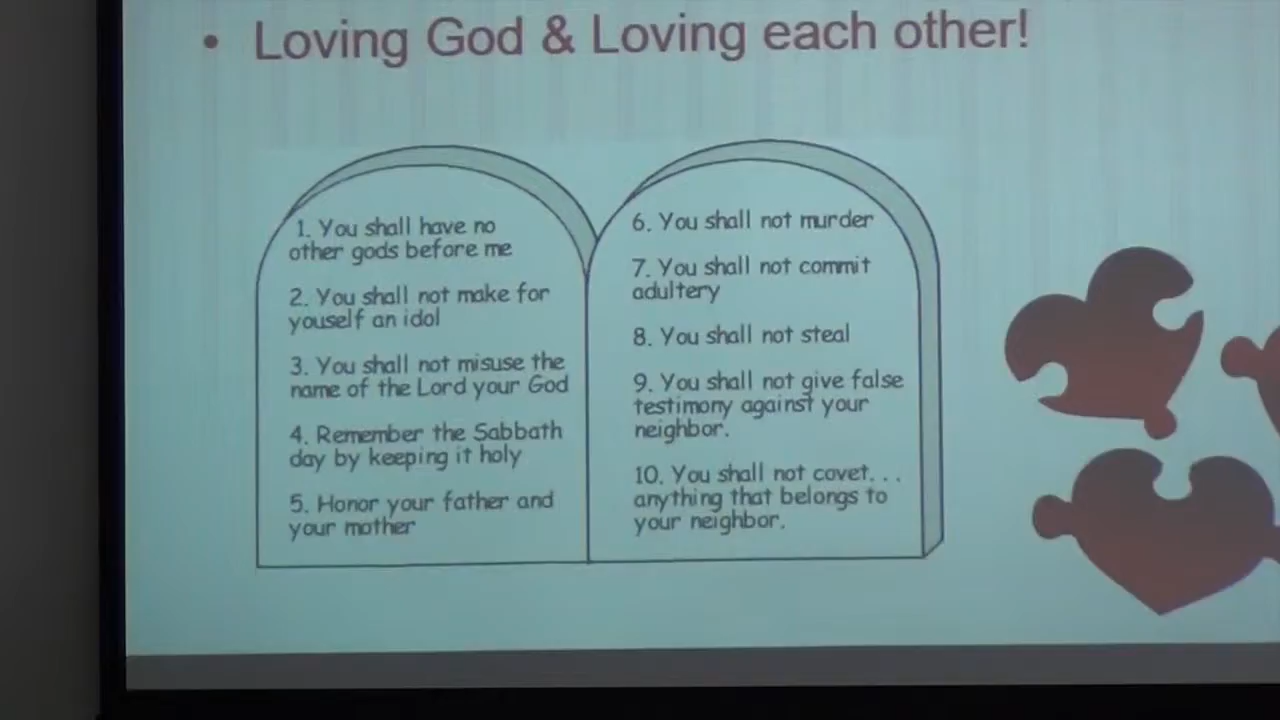 • Loving God & Loving each other!
1. You shall have no
other gods before me
2. You shall not make for
youself an idol
3. You shall not misuse the
name of the Lord your God
4. Remember the Sabbath
day by keeping it holy
5. Honor your father and
your mother
6. You shall not murder
7. You shall not commit
adultery
8. You shall not steal
9. You shall not give false
testimony against your
neighbor.
10. You shall not covet. . .
anything that belongs to
your neighbor.